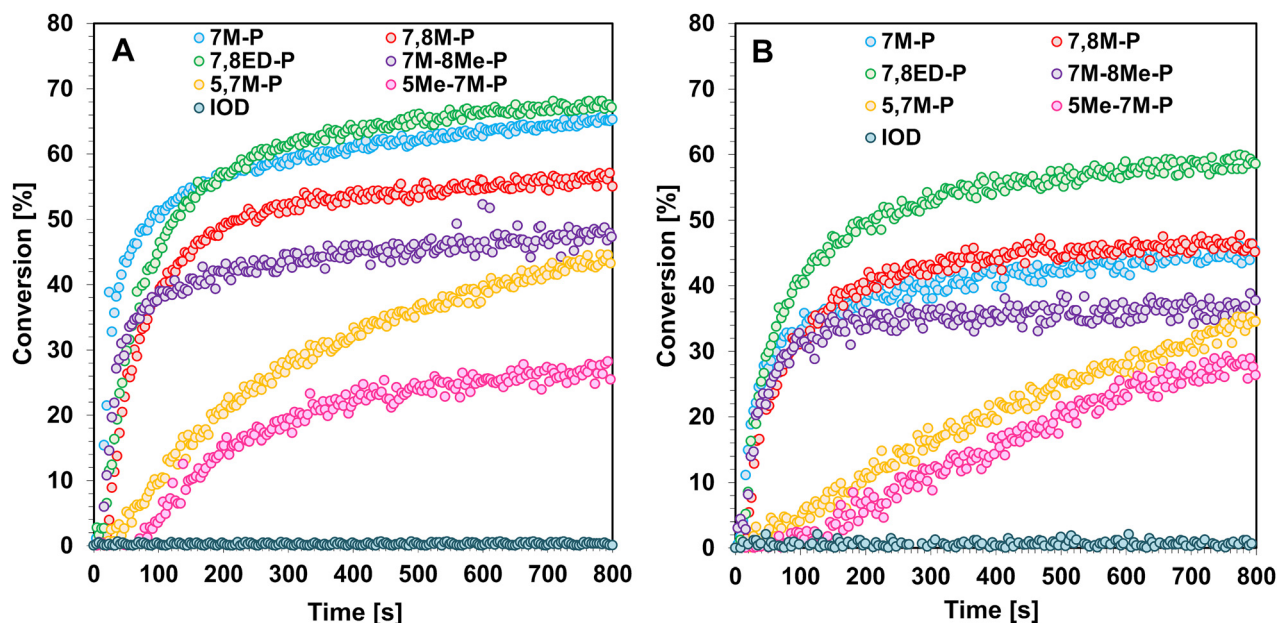 A
7M-P 7,8M-P
7,8ED-P 7M-8Me-P
5,7M-P 5Me-7M-P
IOD
Conversion [%]
80
70
60
50
40
30
20
10
0
0 100 200 300 400 500 600 700 800
Time [s]
B
7M-P 7,8M-P
7,8ED-P 7M-8Me-P
5,7M-P 5Me-7M-P
IOD
Conversion [%]
80
70
60
50
40
30
20
10
0
0 100 200 300 400 500 600 700 800
Time [s]